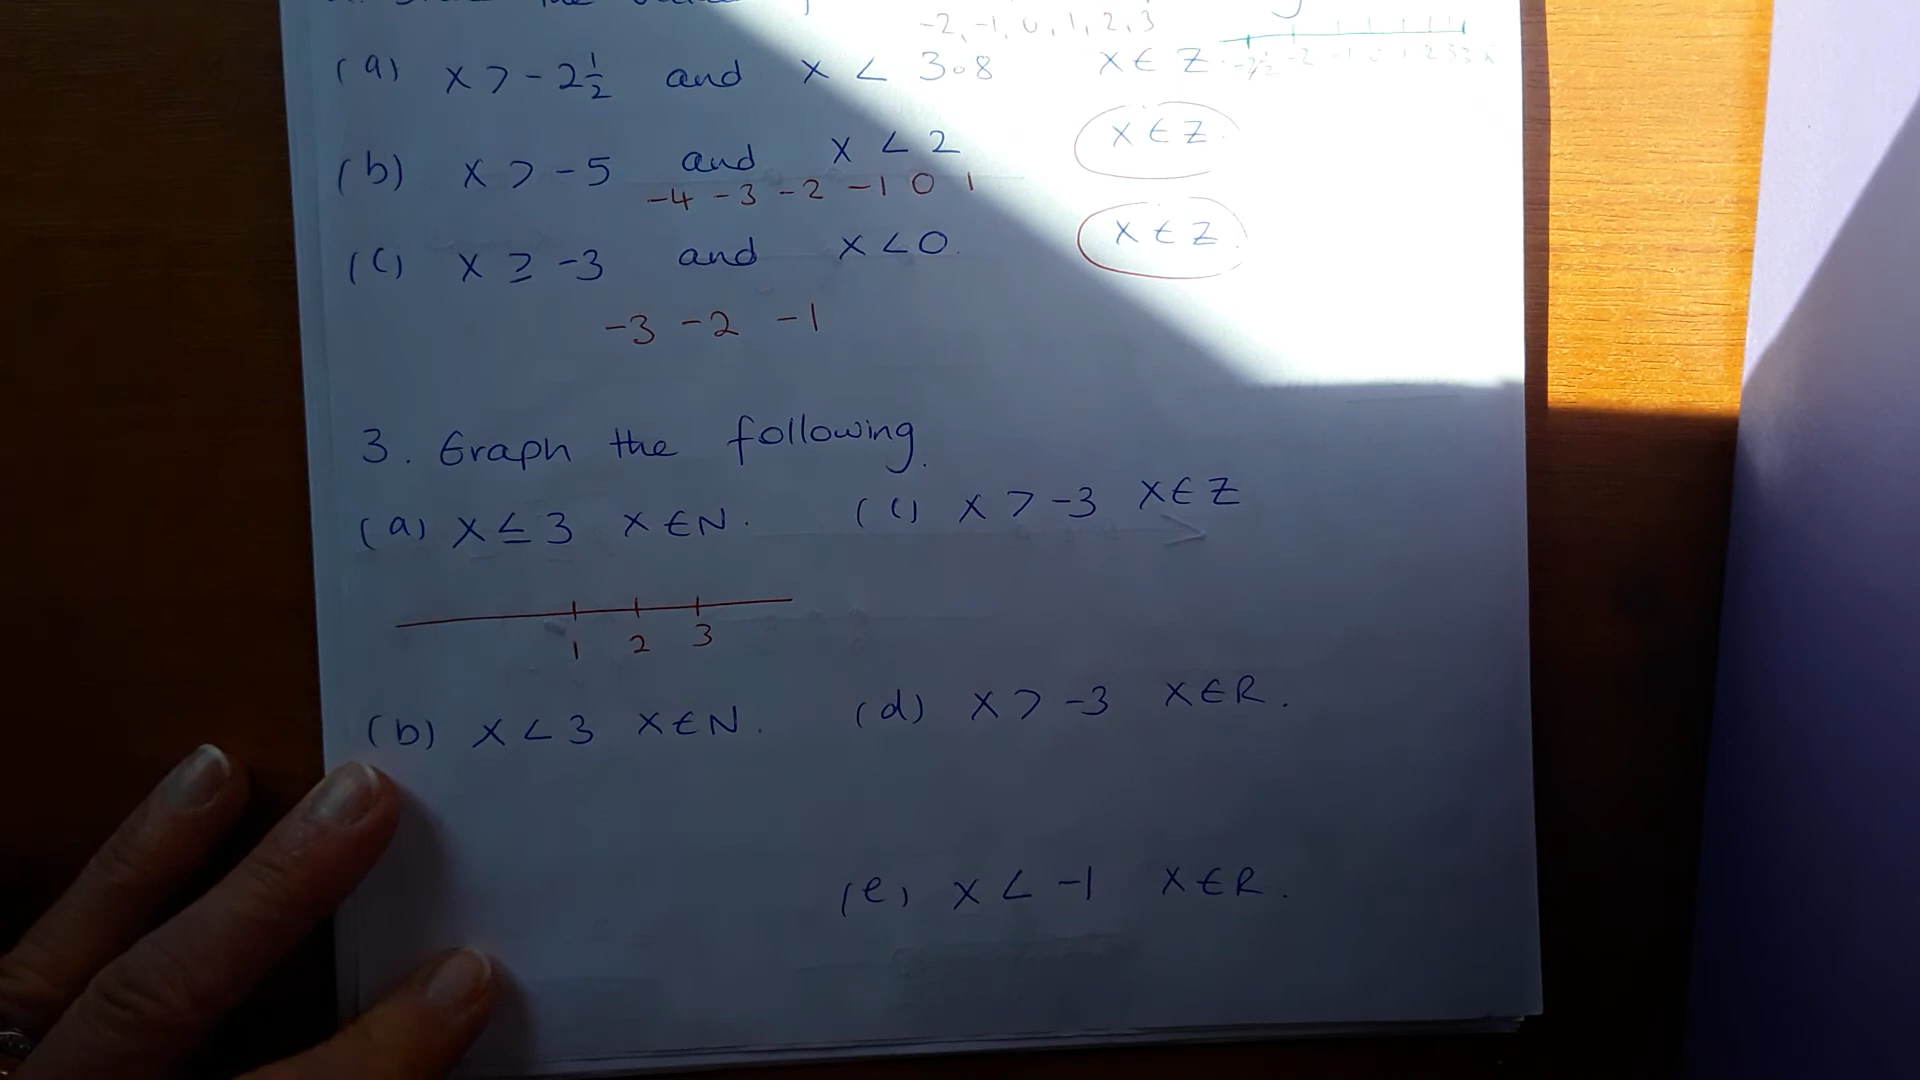 -2, -1, 0, 1, 2, 3
(a) x > -2½ and x < 3.8 x ∈ Z
(b) x > -5 and x < 2 x ∈ Z.
-4 -3 -2 -1 0 1
(c) x ≥ -3 and x < 0. x ∈ Z.
-3 -2 -1
3. Graph the following.
(a) x ≤ 3 x ∈ N. (c) x > -3 x ∈ Z
1 2 3
(b) x < 3 x ∈ N. (d) x > -3 x ∈ R.
(e) x < -1 x ∈ R.